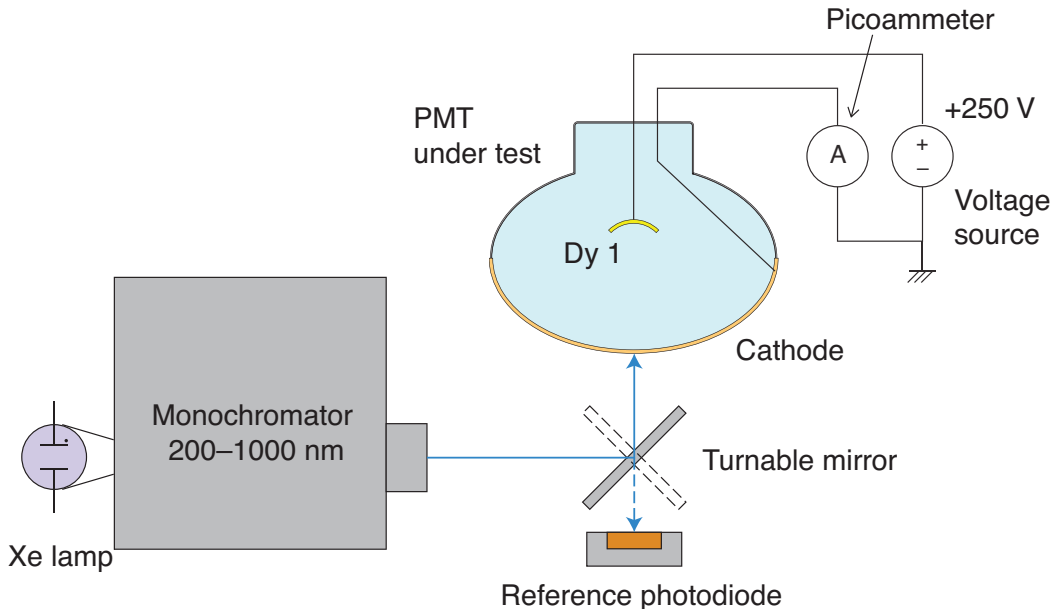 Picoammeter
PMT
under test
+250 V
A
+
–
Voltage
source
Dy 1
Cathode
Monochromator
200–1000 nm
Turnable mirror
Xe lamp
Reference photodiode